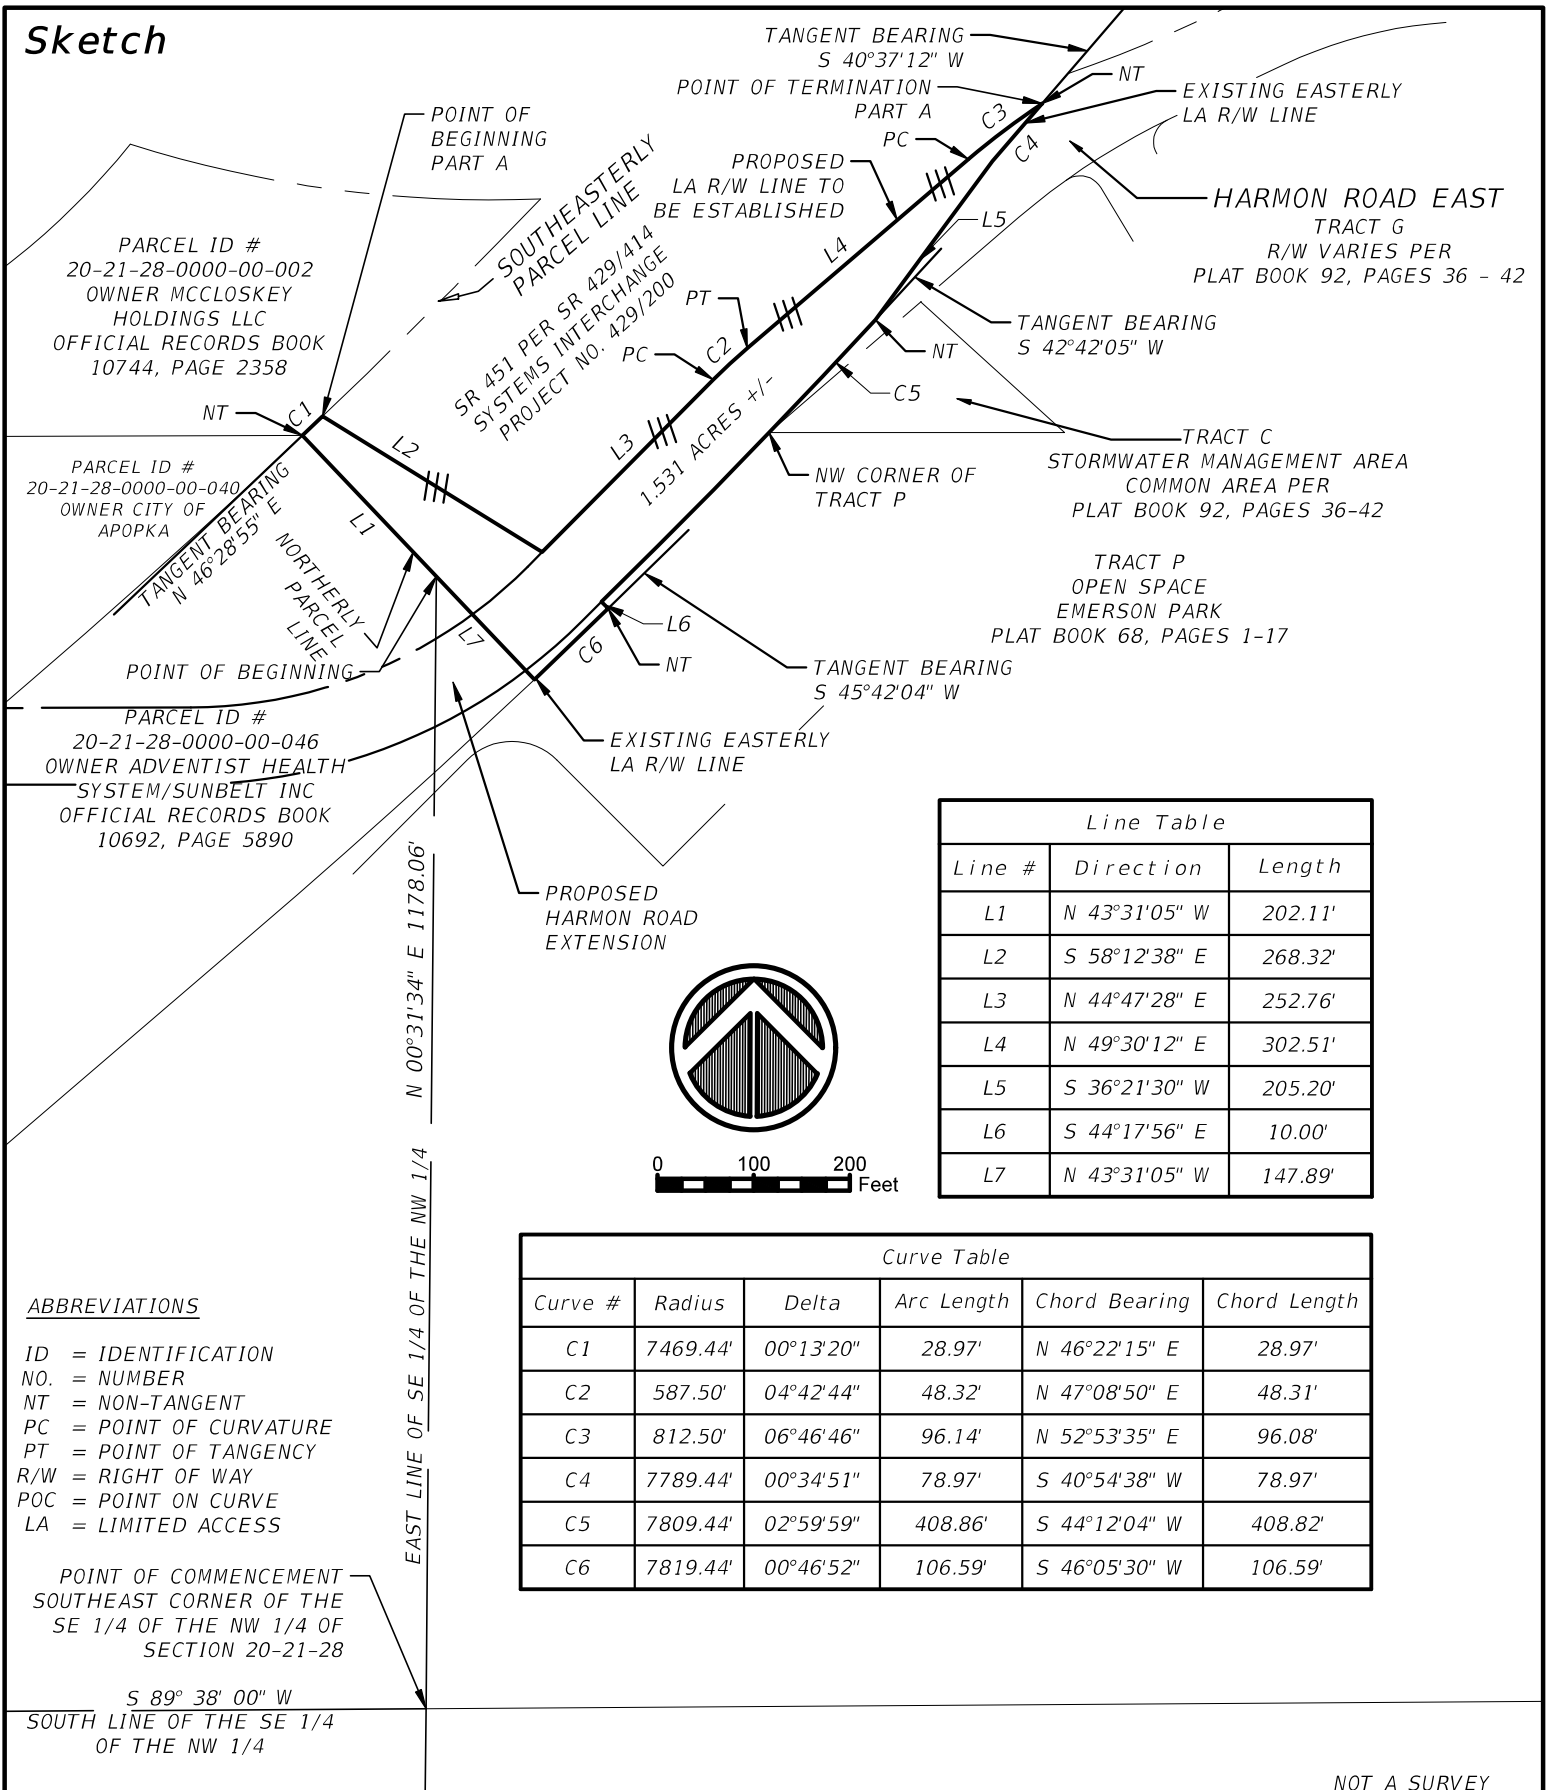 Sketch
TANGENT BEARING
S 40°37'12" W
POINT OF TERMINATION
PART A
NT
EXISTING EASTERLY
LA R/W LINE
C3
PC
C4
POINT OF
BEGINNING
PART A
SOUTHEASTERLY
PARCEL LINE
PROPOSED
LA R/W LINE TO
BE ESTABLISHED
HARMON ROAD EAST
TRACT G
R/W VARIES PER
PLAT BOOK 92, PAGES 36 - 42
L5
L4
PARCEL ID #
20-21-28-0000-00-002
OWNER MCCLOSKEY
HOLDINGS LLC
OFFICIAL RECORDS BOOK
10744, PAGE 2358
SR 451 PER SR 429/414
SYSTEMS INTERCHANGE
PROJECT NO. 429/200
PT
C2
PC
TANGENT BEARING
S 42°42'05" W
NT
C5
NT
C1
L2
L3
1.531 ACRES +/-
NW CORNER OF
TRACT P
TRACT C
STORMWATER MANAGEMENT AREA
COMMON AREA PER
PLAT BOOK 92, PAGES 36-42
PARCEL ID #
20-21-28-0000-00-040
OWNER CITY OF
APOPKA
TANGENT BEARING
N 46°28'55" E
L1
NORTHERLY
PARCEL
LINE
TRACT P
OPEN SPACE
EMERSON PARK
PLAT BOOK 68, PAGES 1-17
L7
C6
L6
NT
TANGENT BEARING
S 45°42'04" W
POINT OF BEGINNING
PARCEL ID #
20-21-28-0000-00-046
OWNER ADVENTIST HEALTH
SYSTEM/SUNBELT INC
OFFICIAL RECORDS BOOK
10692, PAGE 5890
EXISTING EASTERLY
LA R/W LINE
PROPOSED
HARMON ROAD
EXTENSION
N 00°31'34" E 1178.06'
EAST LINE OF SE 1/4 OF THE NW 1/4
Line Table
Line # Direction Length
L1 N 43°31'05" W 202.11'
L2 S 58°12'38" E 268.32'
L3 N 44°47'28" E 252.76'
L4 N 49°30'12" E 302.51'
L5 S 36°21'30" W 205.20'
L6 S 44°17'56" E 10.00'
L7 N 43°31'05" W 147.89'
0 100 200
Feet
Curve Table
Curve # Radius Delta Arc Length Chord Bearing Chord Length
C1 7469.44' 00°13'20" 28.97' N 46°22'15" E 28.97'
C2 587.50' 04°42'44" 48.32' N 47°08'50" E 48.31'
C3 812.50' 06°46'46" 96.14' N 52°53'35" E 96.08'
C4 7789.44' 00°34'51" 78.97' S 40°54'38" W 78.97'
C5 7809.44' 02°59'59" 408.86' S 44°12'04" W 408.82'
C6 7819.44' 00°46'52" 106.59' S 46°05'30" W 106.59'
ABBREVIATIONS
ID = IDENTIFICATION
NO. = NUMBER
NT = NON-TANGENT
PC = POINT OF CURVATURE
PT = POINT OF TANGENCY
R/W = RIGHT OF WAY
POC = POINT ON CURVE
LA = LIMITED ACCESS
POINT OF COMMENCEMENT
SOUTHEAST CORNER OF THE
SE 1/4 OF THE NW 1/4 OF
SECTION 20-21-28
S 89° 38' 00" W
SOUTH LINE OF THE SE 1/4
OF THE NW 1/4
NOT A SURVEY